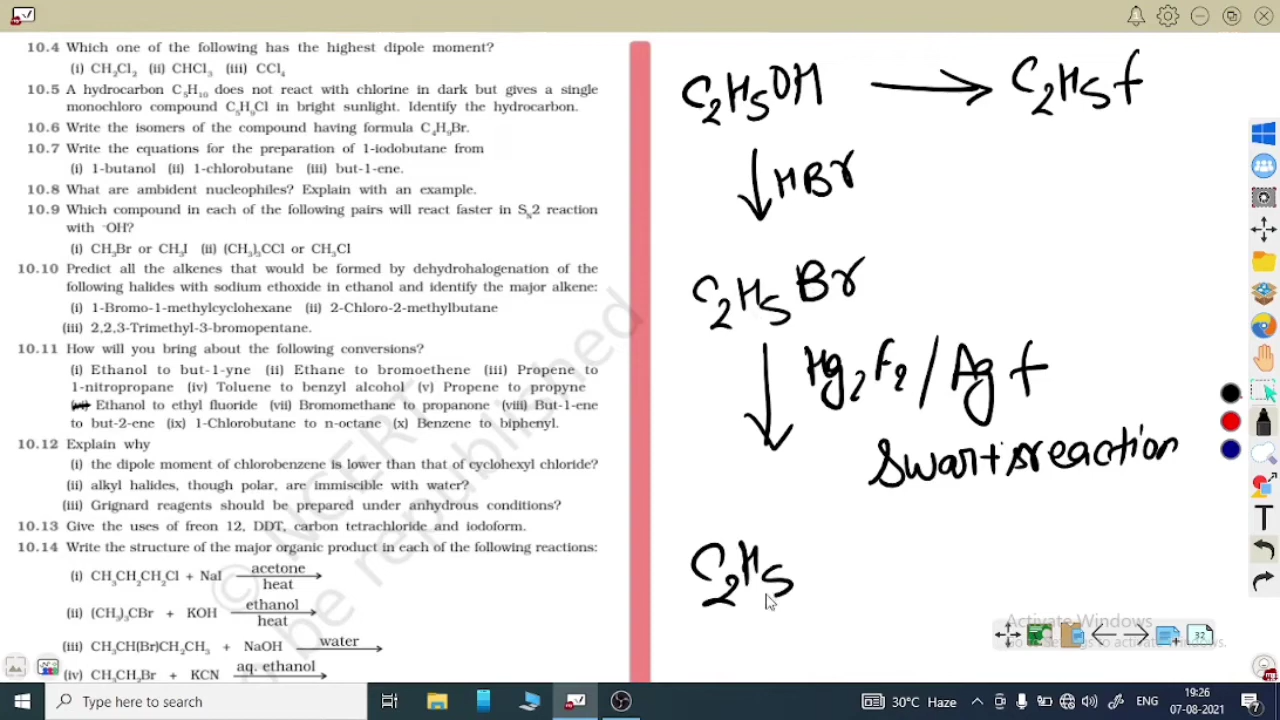 10.4 Which one of the following has the highest dipole moment?
(i) CH₂Cl₂ (ii) CHCl₃ (iii) CCl₄
10.5 A hydrocarbon C₅H₁₀ does not react with chlorine in dark but gives a single
monochloro compound C₅H₉Cl in bright sunlight. Identify the hydrocarbon.
10.6 Write the isomers of the compound having formula C₄H₉Br.
10.7 Write the equations for the preparation of 1-iodobutane from
(i) 1-butanol (ii) 1-chlorobutane (iii) but-1-ene.
10.8 What are ambident nucleophiles? Explain with an example.
10.9 Which compound in each of the following pairs will react faster in S_N2 reaction
with ⁻OH?
(i) CH₃Br or CH₃I (ii) (CH₃)₃CCl or CH₃Cl
10.10 Predict all the alkenes that would be formed by dehydrohalogenation of the
following halides with sodium ethoxide in ethanol and identify the major alkene:
(i) 1-Bromo-1-methylcyclohexane (ii) 2-Chloro-2-methylbutane
(iii) 2,2,3-Trimethyl-3-bromopentane.
10.11 How will you bring about the following conversions?
(i) Ethanol to but-1-yne (ii) Ethane to bromoethene (iii) Propene to
1-nitropropane (iv) Toluene to benzyl alcohol (v) Propene to propyne
Ethanol to ethyl fluoride (vii) Bromomethane to propanone (viii) But-1-ene
to but-2-ene (ix) 1-Chlorobutane to n-octane (x) Benzene to biphenyl.
10.12 Explain why
(i) the dipole moment of chlorobenzene is lower than that of cyclohexyl chloride?
(ii) alkyl halides, though polar, are immiscible with water?
(iii) Grignard reagents should be prepared under anhydrous conditions?
10.13 Give the uses of freon 12, DDT, carbon tetrachloride and iodoform.
10.14 Write the structure of the major organic product in each of the following reactions:
(i) CH₃CH₂CH₂Cl + NaI acetone heat
(ii) (CH₃)₃CBr + KOH ethanol heat
(iii) CH₃CH(Br)CH₂CH₃ + NaOH water
(iv) CH₃CH₂Br + KCN aq. ethanol
© NCERT
be republished
C₂H₅OH → C₂H₅F
↓ HBr
C₂H₅Br
↓ Hg₂F₂/AgF
Swarts reaction
C₂H₅
Activate Windows
32
Type here to search
30°C Haze
ENG
19:26
07-08-2021